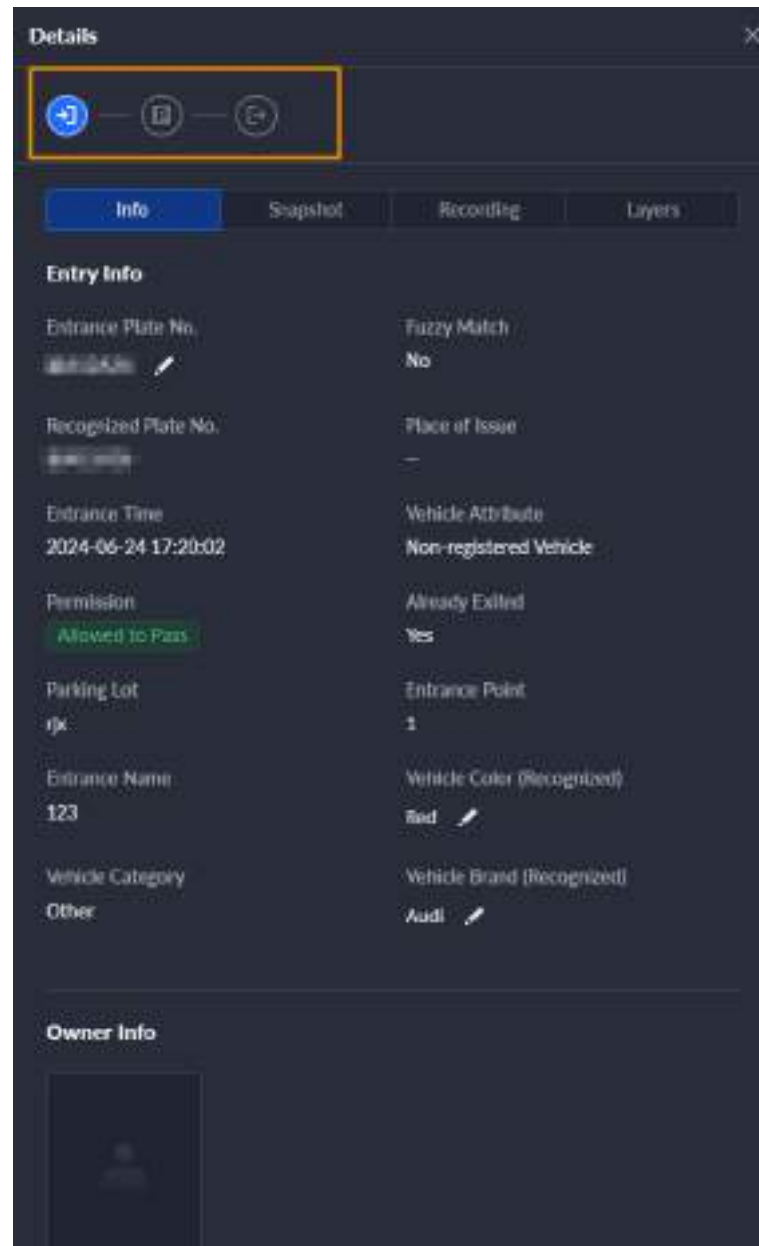 Details
Info Snapshot Recording Layers
Entry Info
Entrance Plate No. Fuzzy Match
No
Recognized Plate No. Place of Issue
—
Entrance Time Vehicle Attribute
2024-06-24 17:20:02 Non-registered Vehicle
Permission Already Exited
Allowed to Pass Yes
Parking Lot Entrance Point
1
Entrance Name Vehicle Color (Recognized)
123 Red
Vehicle Category Vehicle Brand (Recognized)
Other Audi
Owner Info